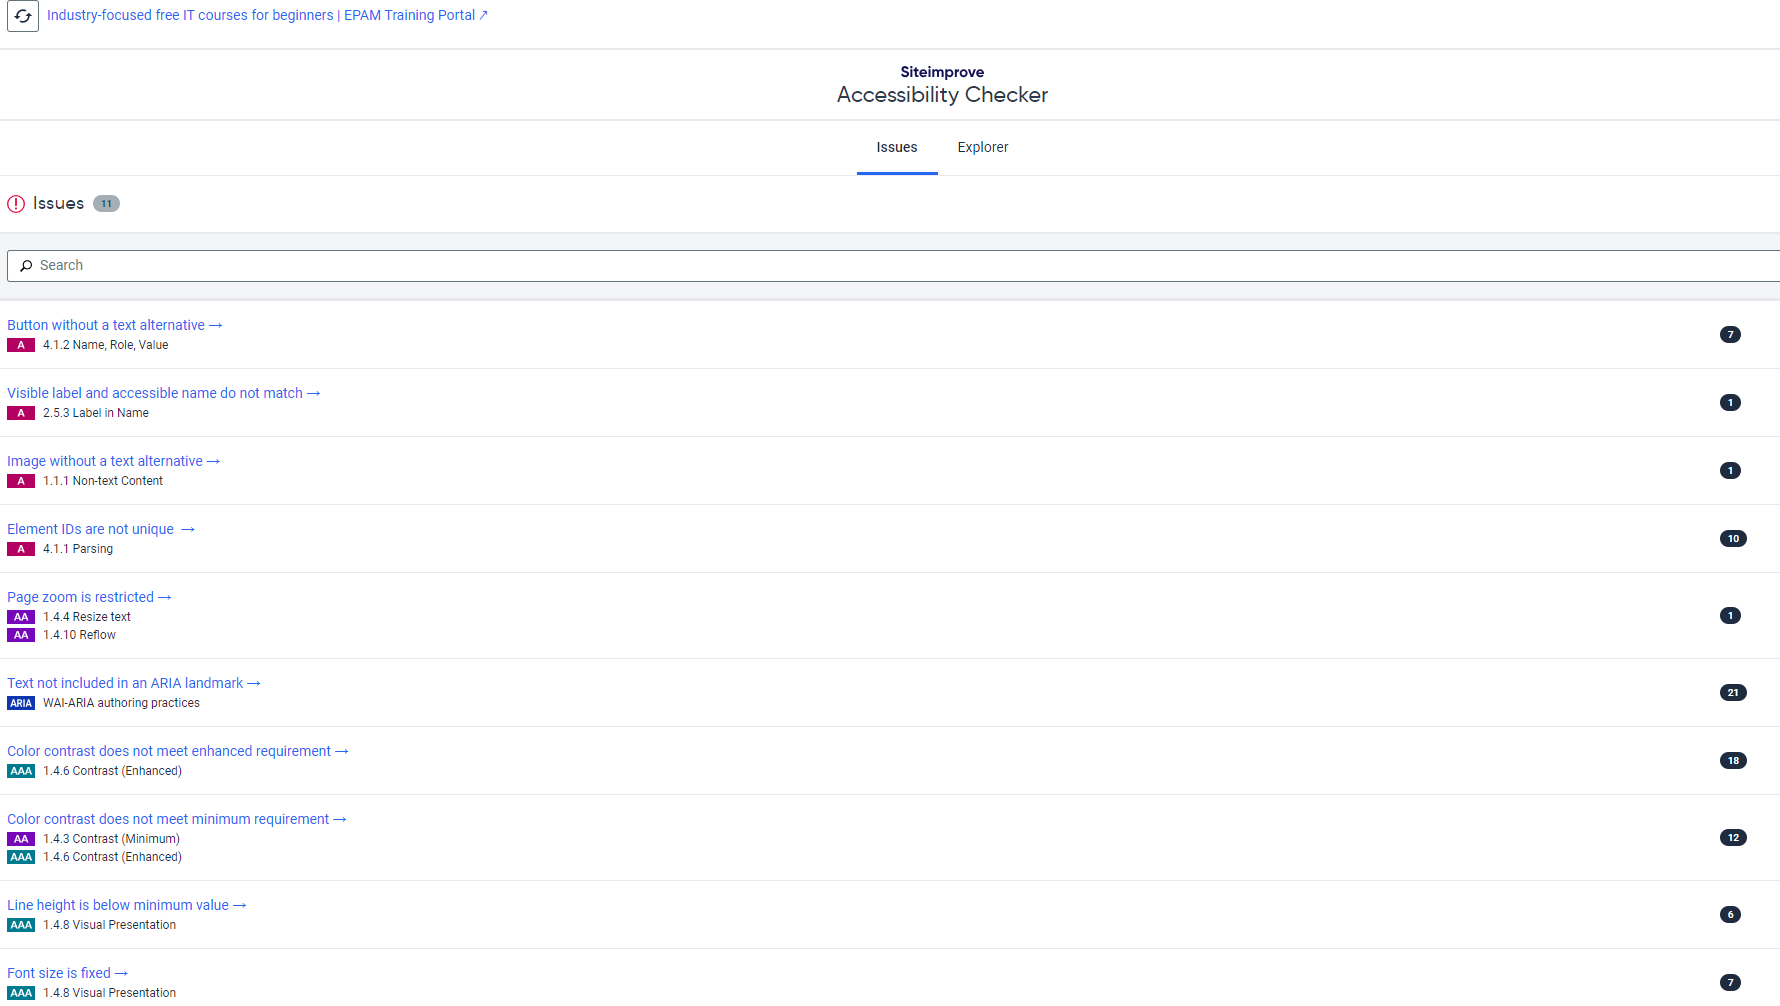 Industry-focused free IT courses for beginners | EPAM Training Portal ↗
Siteimprove
Accessibility Checker
Issues Explorer
Issues 11
Search
Button without a text alternative →
A 4.1.2 Name, Role, Value
7
Visible label and accessible name do not match →
A 2.5.3 Label in Name
1
Image without a text alternative →
A 1.1.1 Non-text Content
1
Element IDs are not unique →
A 4.1.1 Parsing
10
Page zoom is restricted →
AA 1.4.4 Resize text
AA 1.4.10 Reflow
1
Text not included in an ARIA landmark →
ARIA WAI-ARIA authoring practices
21
Color contrast does not meet enhanced requirement →
AAA 1.4.6 Contrast (Enhanced)
18
Color contrast does not meet minimum requirement →
AA 1.4.3 Contrast (Minimum)
AAA 1.4.6 Contrast (Enhanced)
12
Line height is below minimum value →
AAA 1.4.8 Visual Presentation
6
Font size is fixed →
AAA 1.4.8 Visual Presentation
7